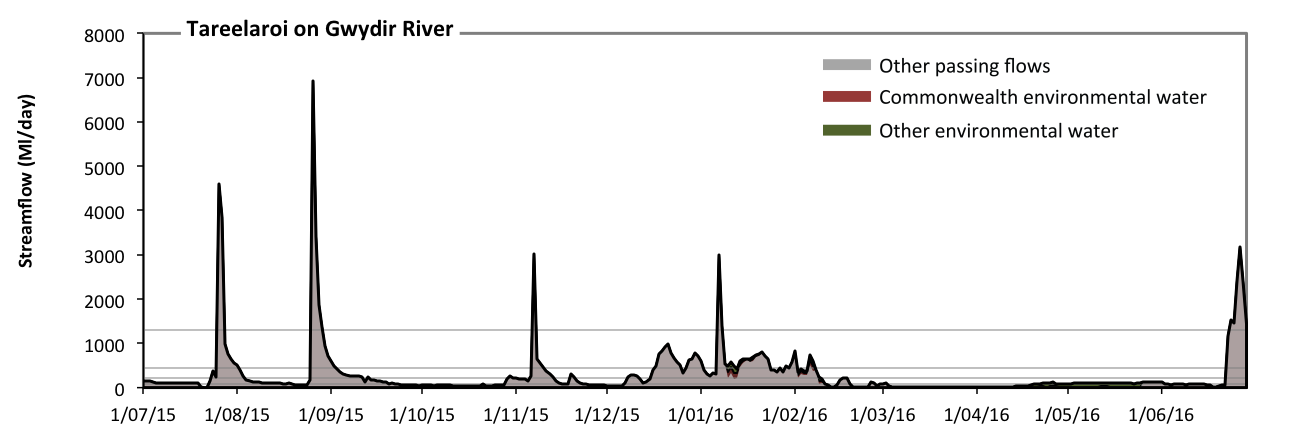 Tareelaroi on Gwydir River
Streamflow (Ml/day)
8000
7000
6000
5000
4000
3000
2000
1000
0
Other passing flows
Commonwealth environmental water
Other environmental water
1/07/15 1/08/15 1/09/15 1/10/15 1/11/15 1/12/15 1/01/16 1/02/16 1/03/16 1/04/16 1/05/16 1/06/16